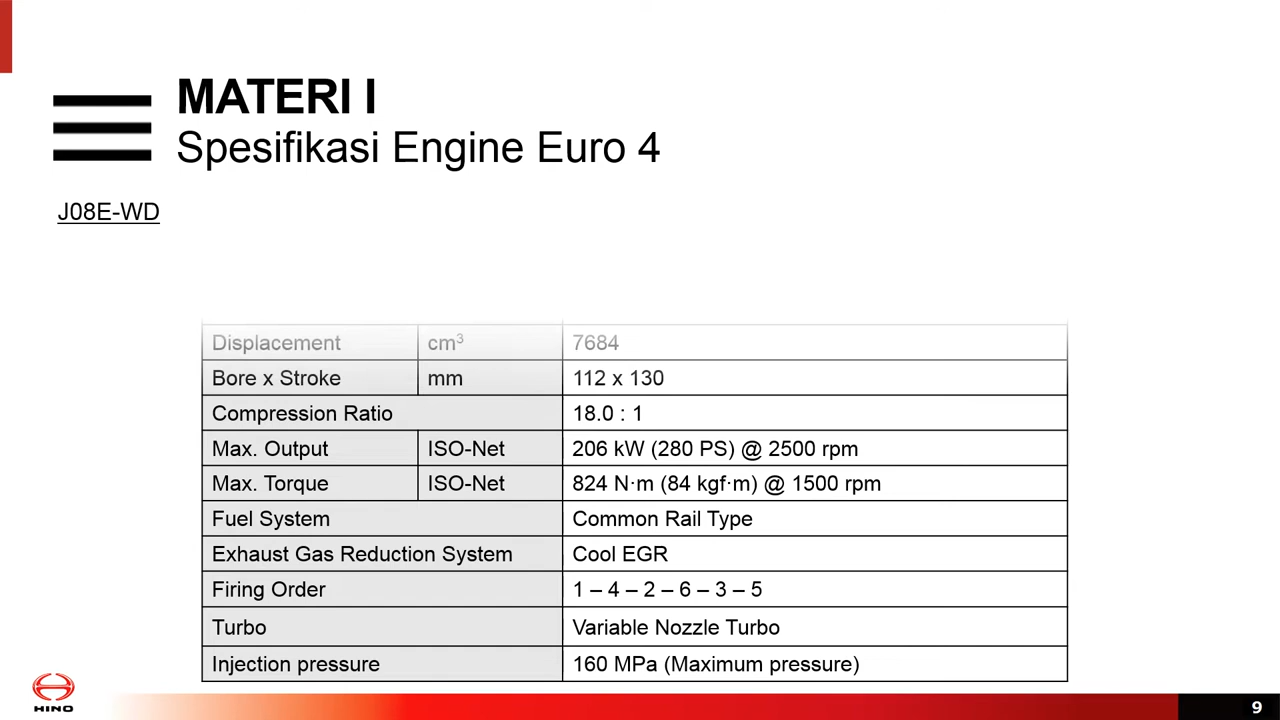 MATERI I
Spesifikasi Engine Euro 4
J08E-WD
Displacement cm³ 7684
Bore x Stroke mm 112 x 130
Compression Ratio 18.0 : 1
Max. Output ISO-Net 206 kW (280 PS) @ 2500 rpm
Max. Torque ISO-Net 824 N·m (84 kgf·m) @ 1500 rpm
Fuel System Common Rail Type
Exhaust Gas Reduction System Cool EGR
Firing Order 1 – 4 – 2 – 6 – 3 – 5
Turbo Variable Nozzle Turbo
Injection pressure 160 MPa (Maximum pressure)
HINO
9